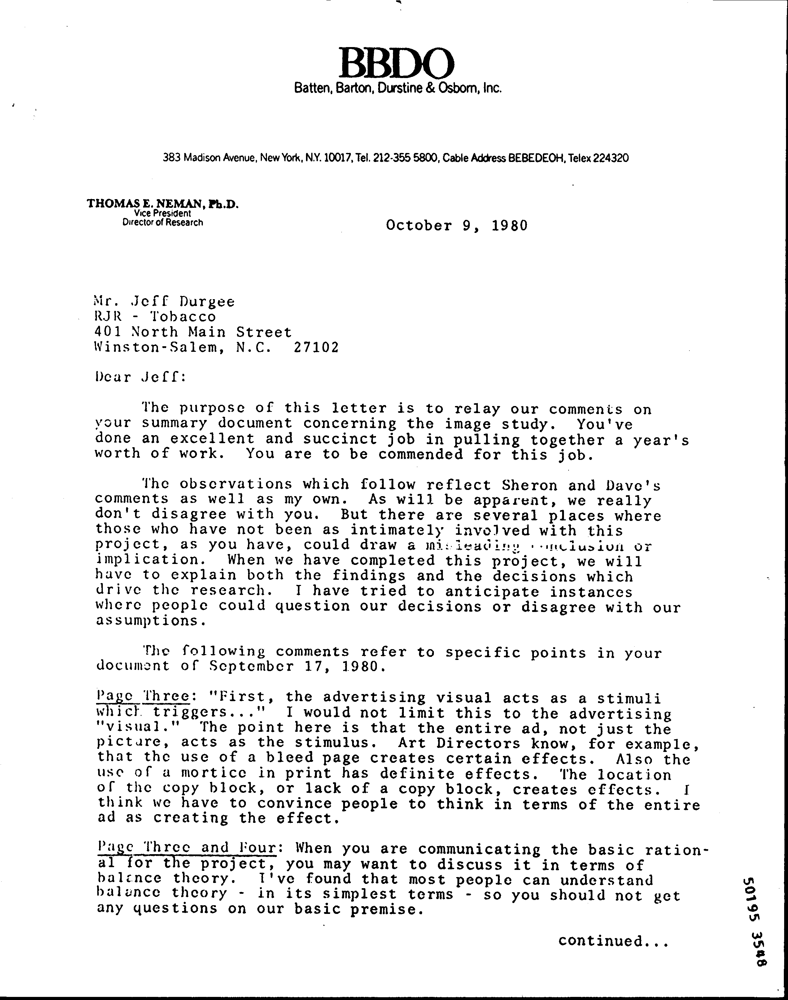 BBDO
Batten, Barton, Durstine & Osborn, Inc.
383 Madison Avenue, New York, N.Y. 10017, Tel. 212-355 5800, Cable Address BEBEDEOH, Telex 224320
THOMAS E. NEMAN, Ph.D.
Vice President
Director of Research
October 9, 1980
Mr. Jeff Durgee
RJR - Tobacco
401 North Main Street
Winston-Salem, N.C. 27102
Dear Jeff:
The purpose of this letter is to relay our comments on
your summary document concerning the image study. You've
done an excellent and succinct job in pulling together a year's
worth of work. You are to be commended for this job.
The observations which follow reflect Sheron and Dave's
comments as well as my own. As will be apparent, we really
don't disagree with you. But there are several places where
those who have not been as intimately involved with this
project, as you have, could draw a misleading conclusion or
implication. When we have completed this project, we will
have to explain both the findings and the decisions which
drive the research. I have tried to anticipate instances
where people could question our decisions or disagree with our
assumptions.
The following comments refer to specific points in your
document of September 17, 1980.
Page Three: "First, the advertising visual acts as a stimuli
which triggers..." I would not limit this to the advertising
"visual." The point here is that the entire ad, not just the
picture, acts as the stimulus. Art Directors know, for example,
that the use of a bleed page creates certain effects. Also the
use of a mortice in print has definite effects. The location
of the copy block, or lack of a copy block, creates effects. I
think we have to convince people to think in terms of the entire
ad as creating the effect.
Page Three and Four: When you are communicating the basic ration-
al for the project, you may want to discuss it in terms of
balance theory. I've found that most people can understand
balance theory - in its simplest terms - so you should not get
any questions on our basic premise.
continued...
50195 3548